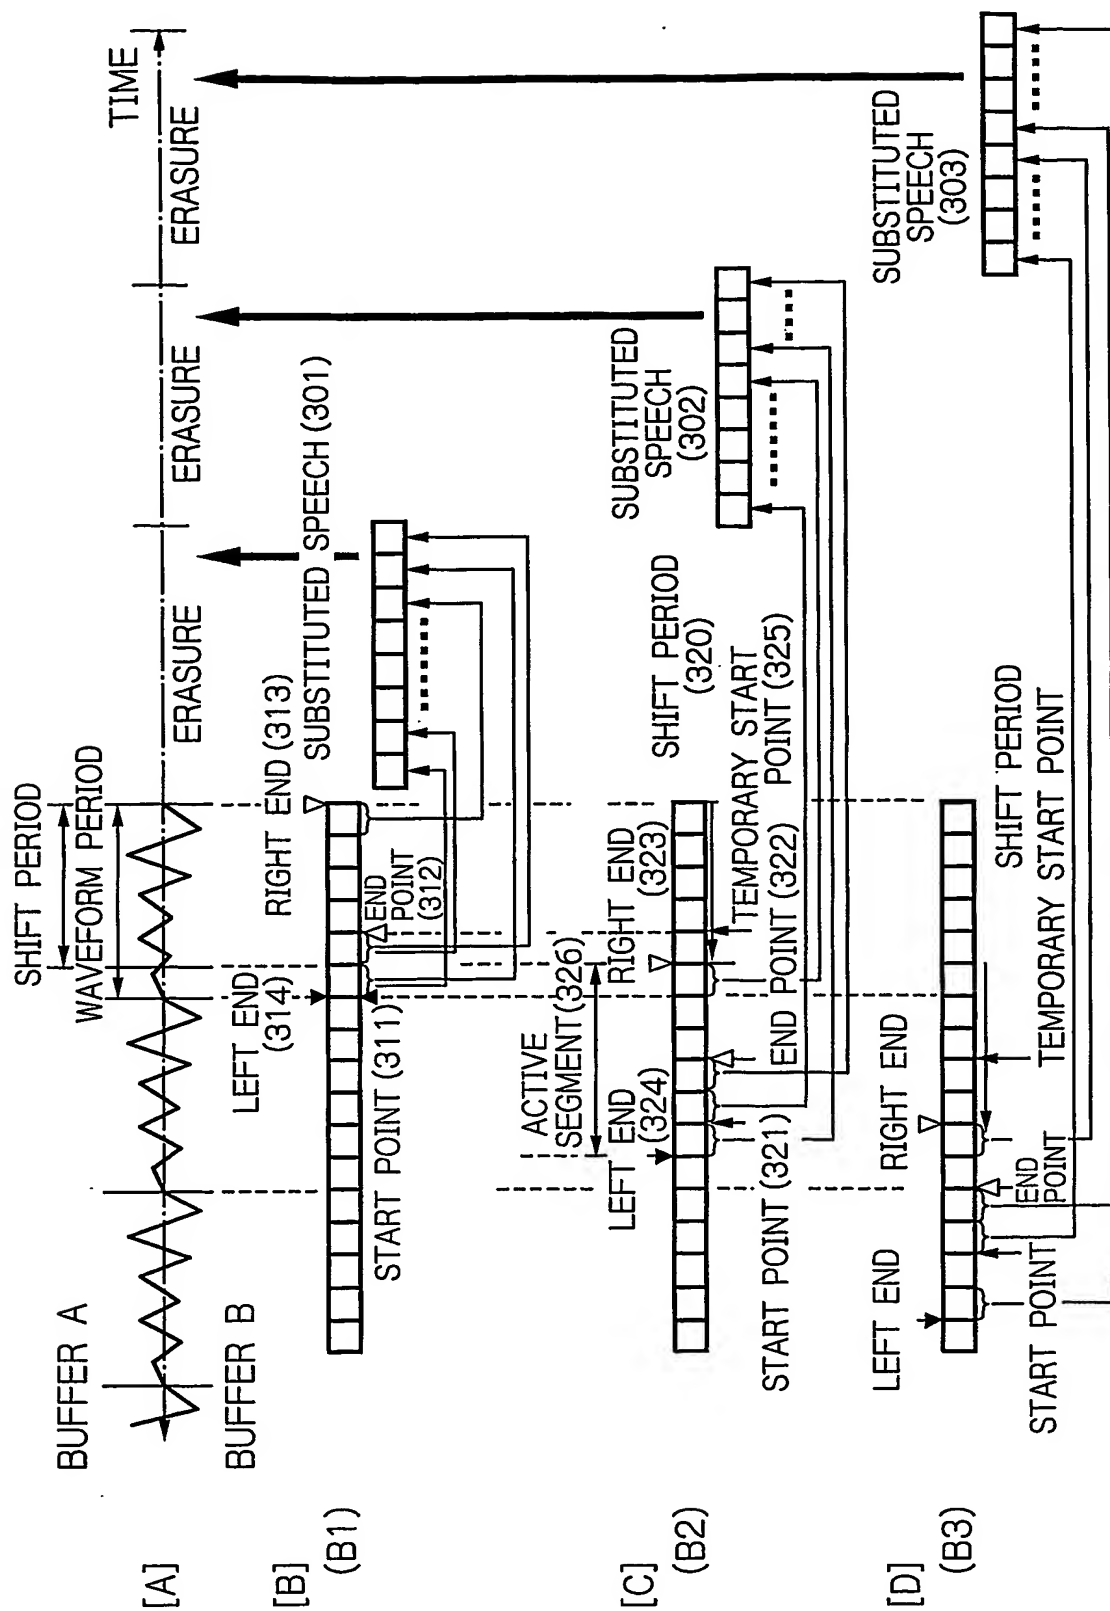 [A]
BUFFER A
SHIFT PERIOD
WAVEFORM PERIOD
TIME
BUFFER B
ERASURE
ERASURE
ERASURE
[B]
(B1)
LEFT END
(314)
RIGHT END (313)
SUBSTITUTED SPEECH (301)
START POINT (311)
END
POINT
(312)
[C]
(B2)
LEFT END
(324)
ACTIVE
SEGMENT (326)
RIGHT END
(323)
SHIFT PERIOD
(320)
SUBSTITUTED
SPEECH
(302)
TEMPORARY START
POINT (325)
END POINT (322)
START POINT (321)
[D]
(B3)
LEFT END
RIGHT END
SHIFT PERIOD
SUBSTITUTED
SPEECH
(303)
START POINT
END
POINT
TEMPORARY START POINT